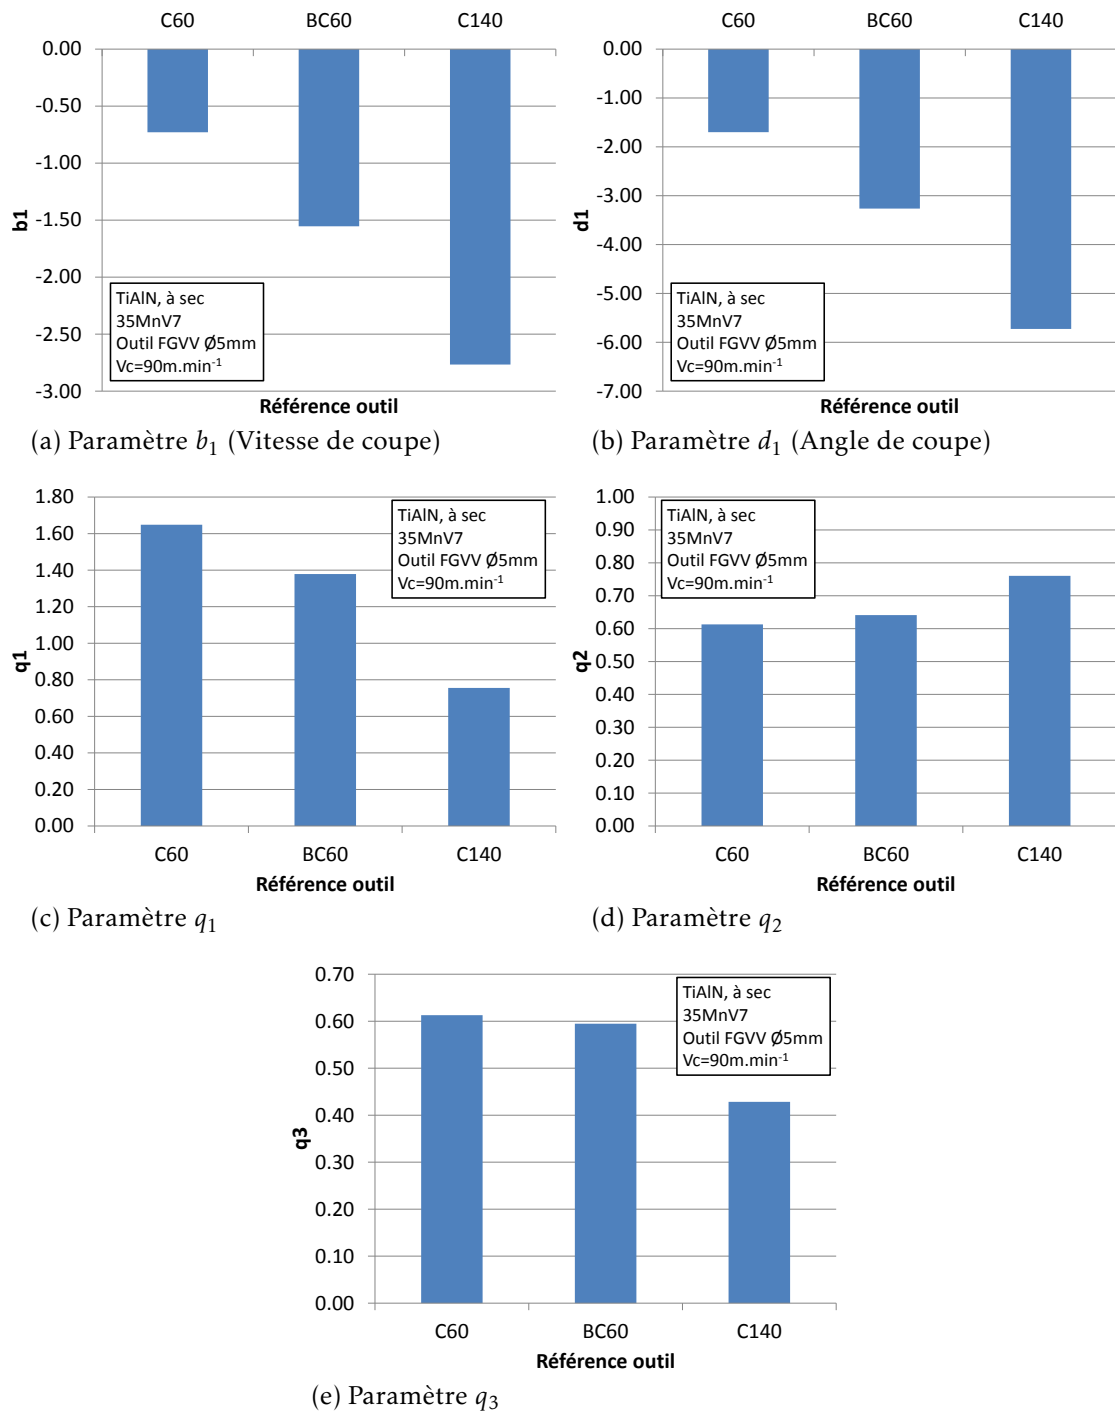 C60 BC60 C140
0.00
-0.50
-1.00
-1.50
-2.00
-2.50
-3.00
b1
TiAlN, à sec
35MnV7
Outil FGVV Ø5mm
Vc=90m.min⁻¹
Référence outil
(a) Paramètre b₁ (Vitesse de coupe)
C60 BC60 C140
0.00
-1.00
-2.00
-3.00
-4.00
-5.00
-6.00
-7.00
d1
TiAlN, à sec
35MnV7
Outil FGVV Ø5mm
Vc=90m.min⁻¹
Référence outil
(b) Paramètre d₁ (Angle de coupe)
1.80
1.60
1.40
1.20
1.00
0.80
0.60
0.40
0.20
0.00
q1
TiAlN, à sec
35MnV7
Outil FGVV Ø5mm
Vc=90m.min⁻¹
C60 BC60 C140
Référence outil
(c) Paramètre q₁
1.00
0.90
0.80
0.70
0.60
0.50
0.40
0.30
0.20
0.10
0.00
q2
TiAlN, à sec
35MnV7
Outil FGVV Ø5mm
Vc=90m.min⁻¹
C60 BC60 C140
Référence outil
(d) Paramètre q₂
0.70
0.60
0.50
0.40
0.30
0.20
0.10
0.00
q3
TiAlN, à sec
35MnV7
Outil FGVV Ø5mm
Vc=90m.min⁻¹
C60 BC60 C140
Référence outil
(e) Paramètre q₃